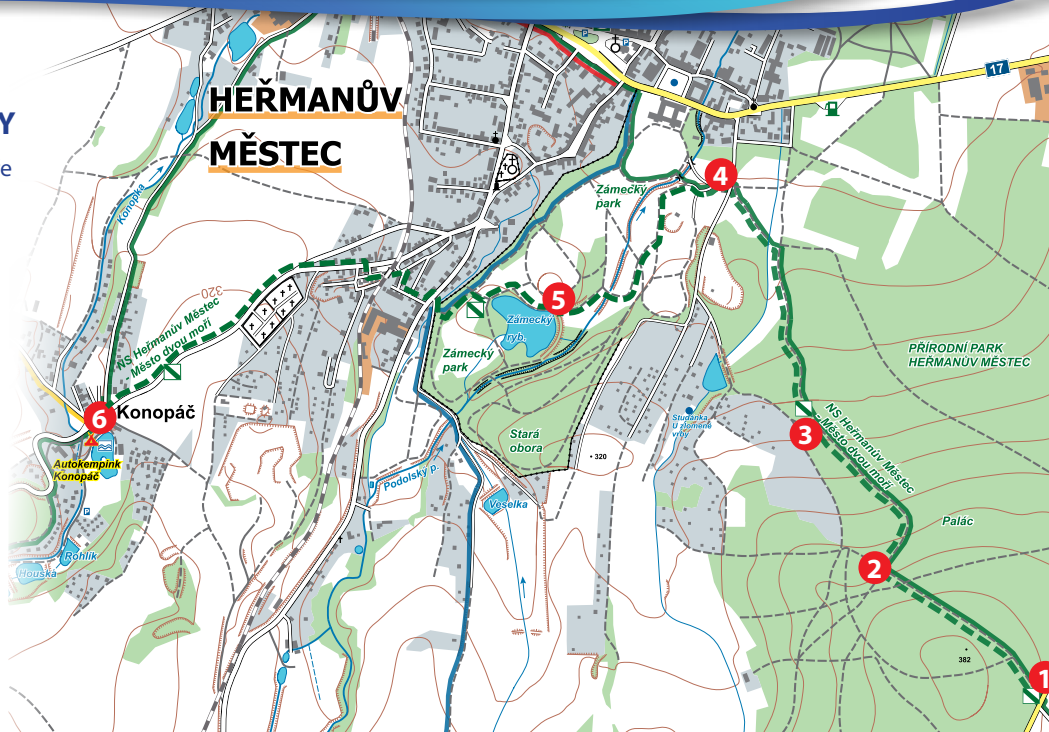 Y
e
HEŘMANŮV
MĚSTEC
17
Konopka
320
NS Heřmanův Městec
Město dvou moří
Zámecký
park
4
5
Zámecký
ryb.
Zámecký
park
PŘÍRODNÍ PARK
HEŘMANŮV MĚSTEC
6
Konopáč
Autokempink
Konopáč
Stará
obora
320
Studánka
U zlomené
vrby
3
NS Heřmanův Městec
- Město dvou moří
Podolský p.
Veselka
Palác
P
P
P
Rohlík
Houska
2
382
1